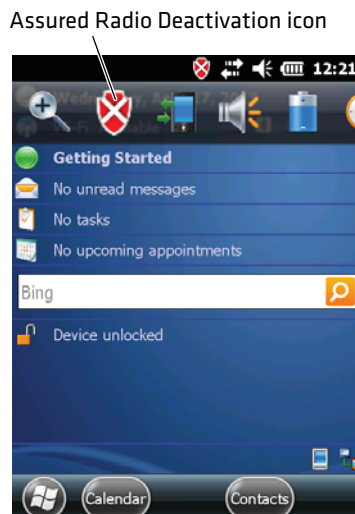 Assured Radio Deactivation icon
12:21
Getting Started
No unread messages
No tasks
No upcoming appointments
Bing
Device unlocked
Calendar
Contacts